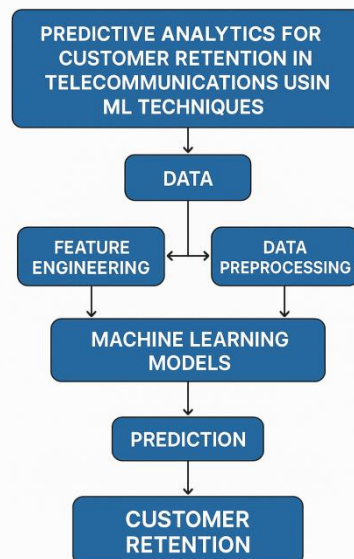 PREDICTIVE ANALYTICS FOR
CUSTOMER RETENTION IN
TELECOMMUNICATIONS USIN
ML TECHNIQUES
DATA
FEATURE
ENGINEERING
DATA
PREPROCESSING
MACHINE LEARNING
MODELS
PREDICTION
CUSTOMER
RETENTION